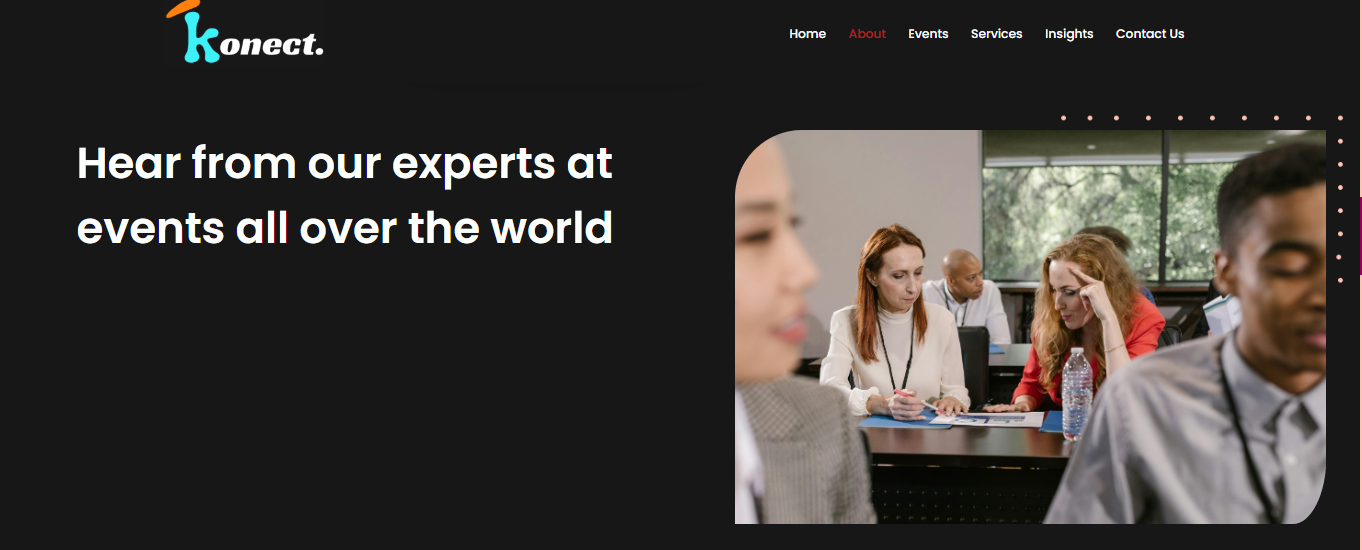 konect.
Home About Events Services Insights Contact Us
Hear from our experts at
events all over the world